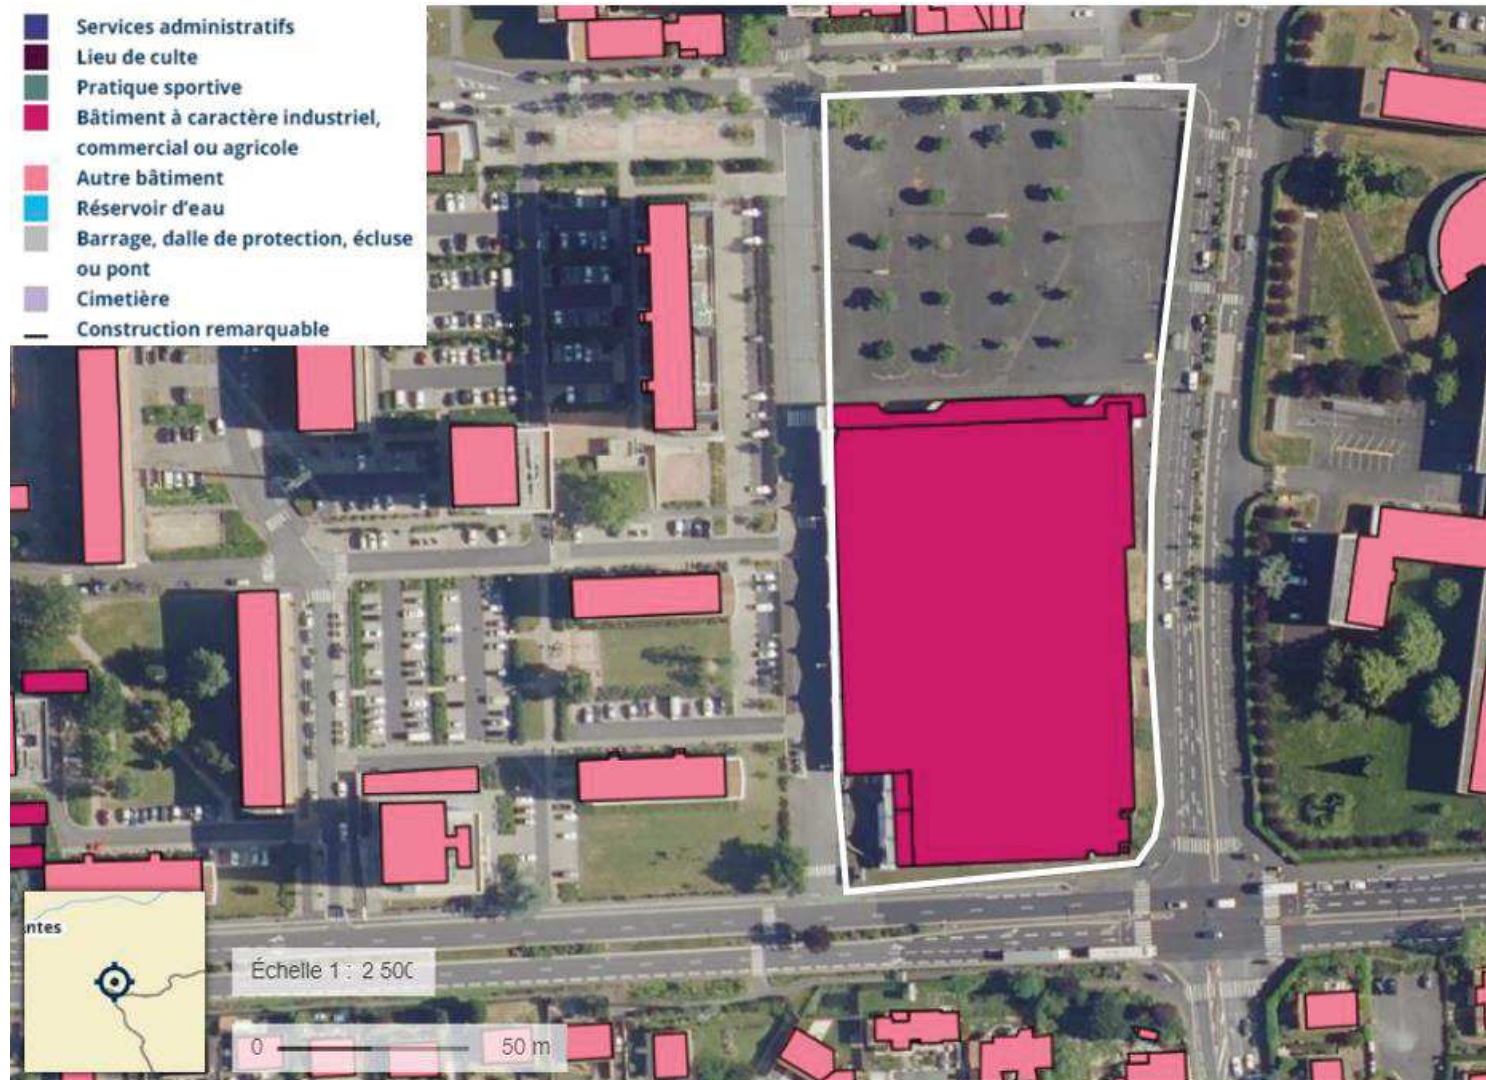 Services administratifs
Lieu de culte
Pratique sportive
Bâtiment à caractère industriel,
commercial ou agricole
Autre bâtiment
Réservoir d'eau
Barrage, dalle de protection, écluse
ou pont
Cimetière
Construction remarquable
ntes
Échelle 1 : 2 500
0 50 m